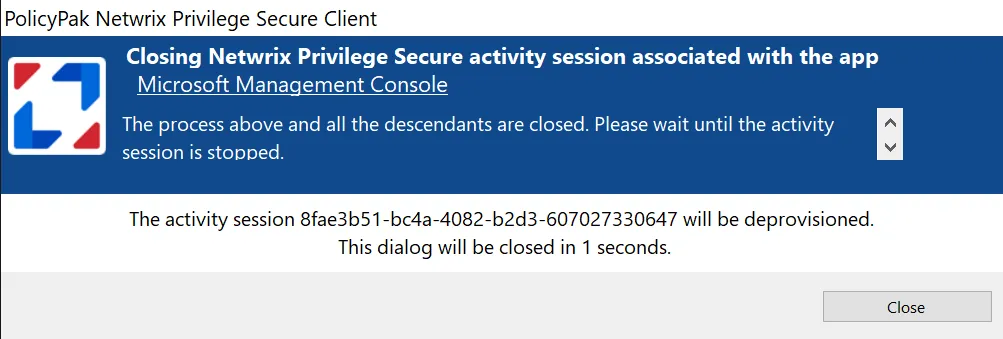 PolicyPak Netwrix Privilege Secure Client
Closing Netwrix Privilege Secure activity session associated with the app
Microsoft Management Console
The process above and all the descendants are closed. Please wait until the activity
session is stopped.
The activity session 8fae3b51-bc4a-4082-b2d3-607027330647 will be deprovisioned.
This dialog will be closed in 1 seconds.
Close